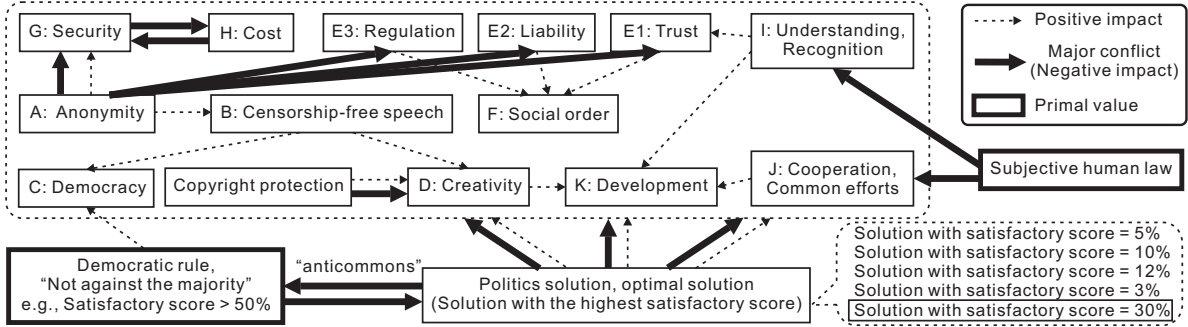 G: Security
H: Cost
E3: Regulation
E2: Liability
E1: Trust
I: Understanding,
Recognition
Positive impact
Major conflict
(Negative impact)
Primal value
A: Anonymity
B: Censorship-free speech
F: Social order
C: Democracy
Copyright protection
D: Creativity
K: Development
J: Cooperation,
Common efforts
Subjective human law
Democratic rule,
“Not against the majority”
e.g., Satisfactory score > 50%
“anticommons”
Politics solution, optimal solution
(Solution with the highest satisfactory score)
Solution with satisfactory score = 5%
Solution with satisfactory score = 10%
Solution with satisfactory score = 12%
Solution with satisfactory score = 3%
Solution with satisfactory score = 30%